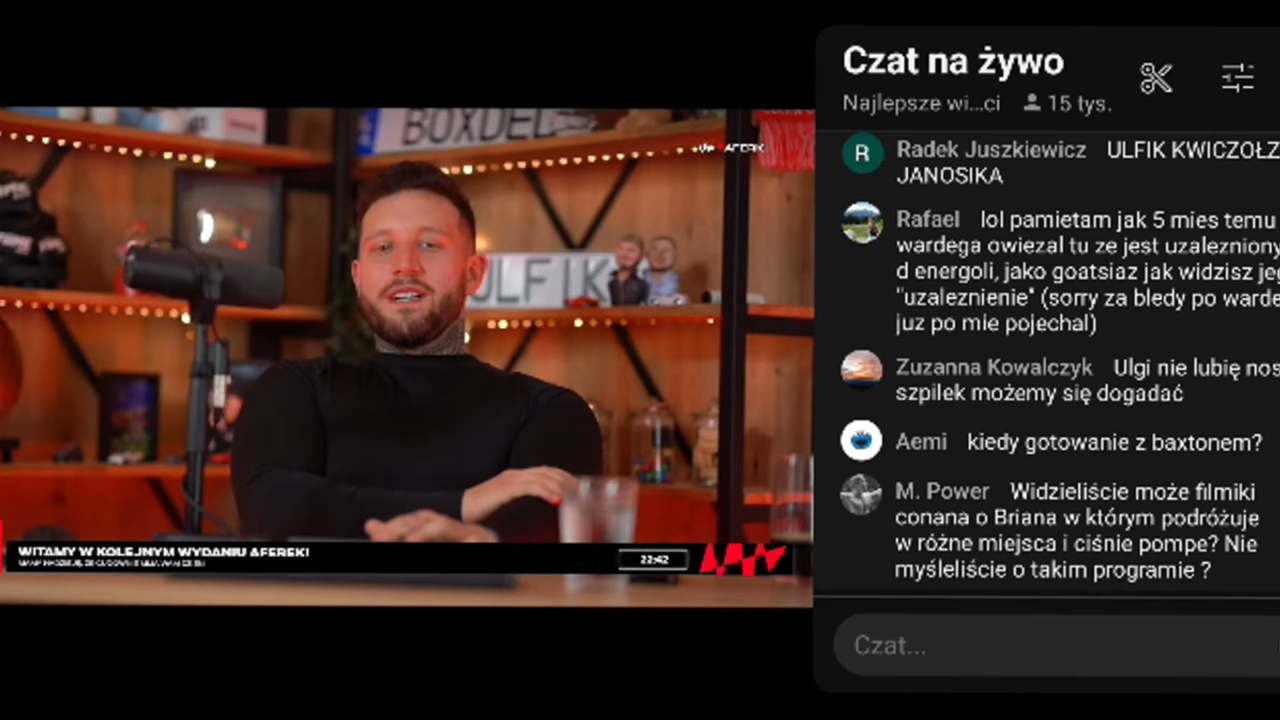 BOXDEL
AFEREK
ULFIK
WITAMY W KOLEJNYM WYDANIU AFEREK!
22:42
Czat na żywo
Najlepsze wi...ci 15 tys.
R Radek Juszkiewicz ULFIK KWICZOŁZ
JANOSIKA
Rafael lol pamietam jak 5 mies temu
wardega owiezal tu ze jest uzalezniony
d energoli, jako goatsiaz jak widzisz je
"uzaleznienie" (sorry za bledy po warde
juz po mie pojechal)
Zuzanna Kowalczyk Ulgi nie lubię nos
szpilek możemy się dogadać
Aemi kiedy gotowanie z baxtonem?
M. Power Widzieliście może filmiki
conana o Briana w którym podróżuje
w różne miejsca i ciśnie pompe? Nie
myśleliście o takim programie ?
Czat...